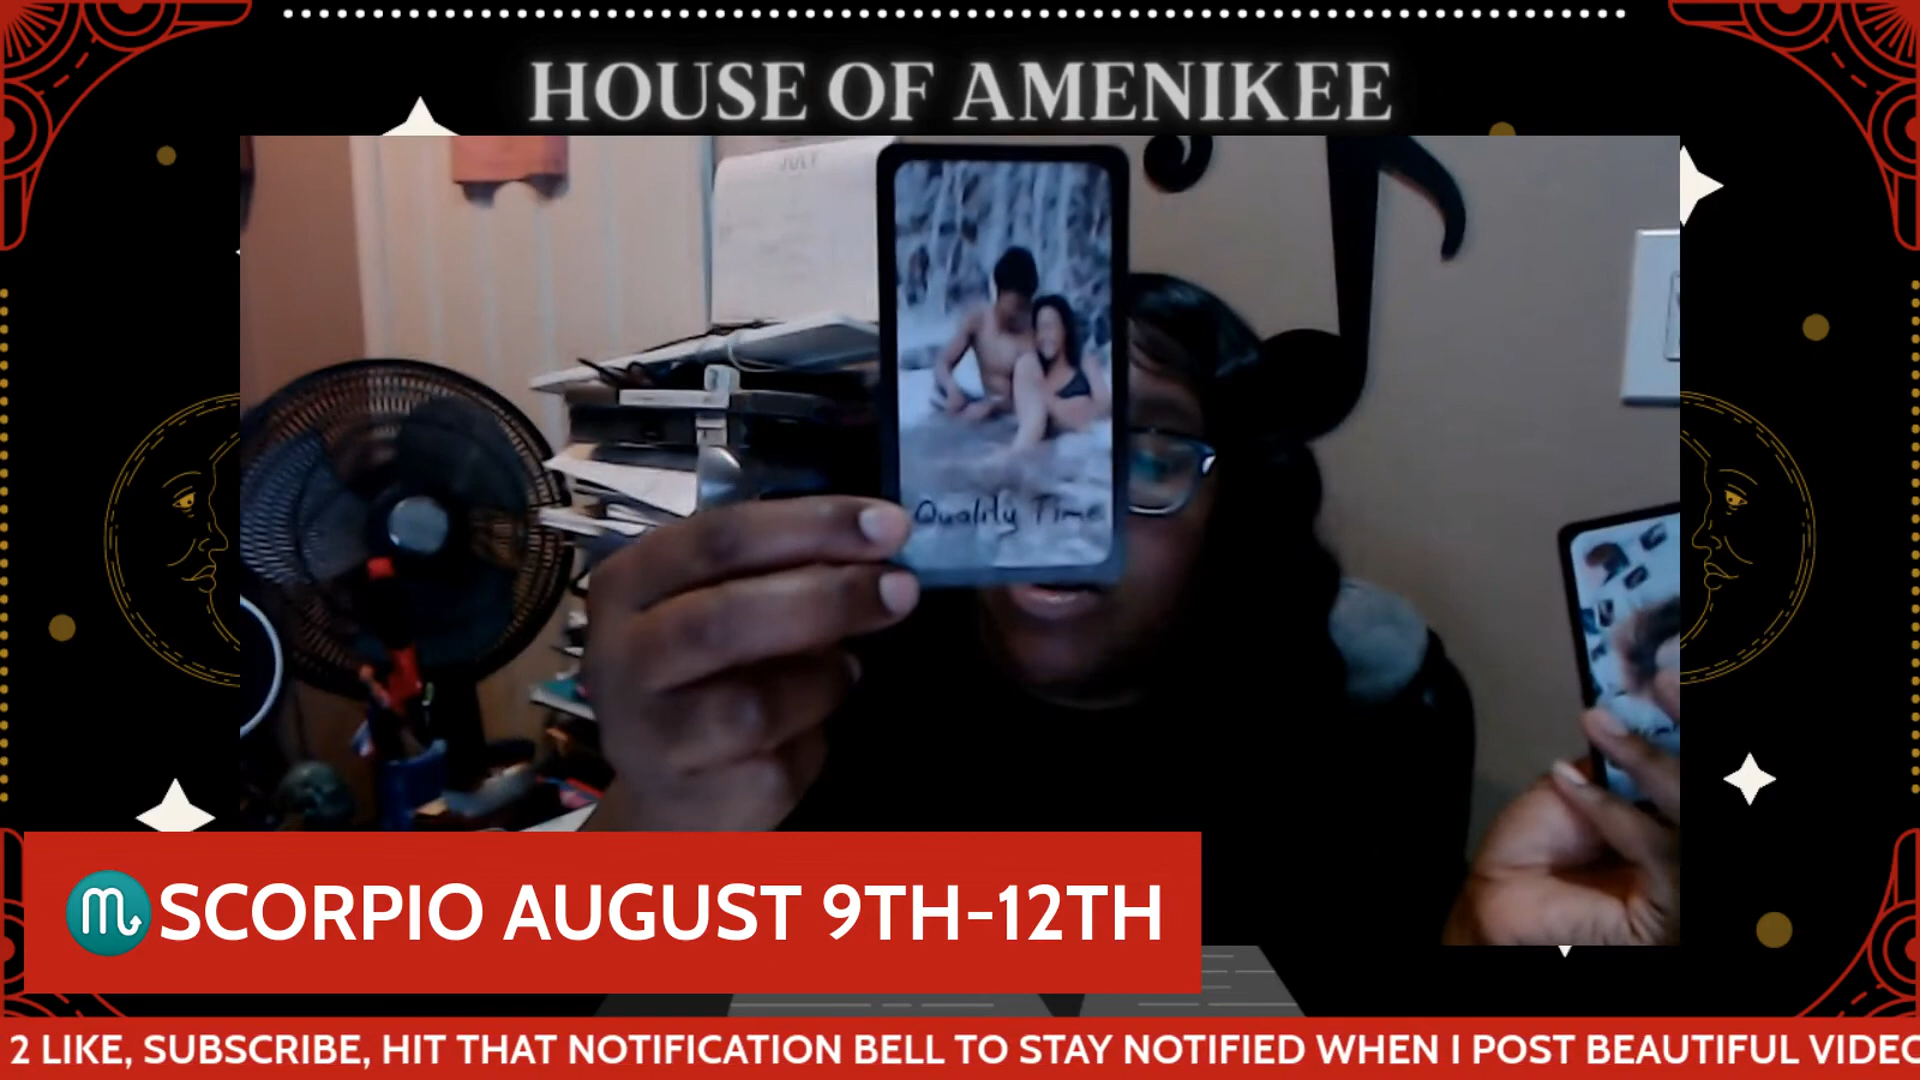 HOUSE OF AMENIKEE
JULY
Quality Time
♏SCORPIO AUGUST 9TH-12TH
2 LIKE, SUBSCRIBE, HIT THAT NOTIFICATION BELL TO STAY NOTIFIED WHEN I POST BEAUTIFUL VIDEO